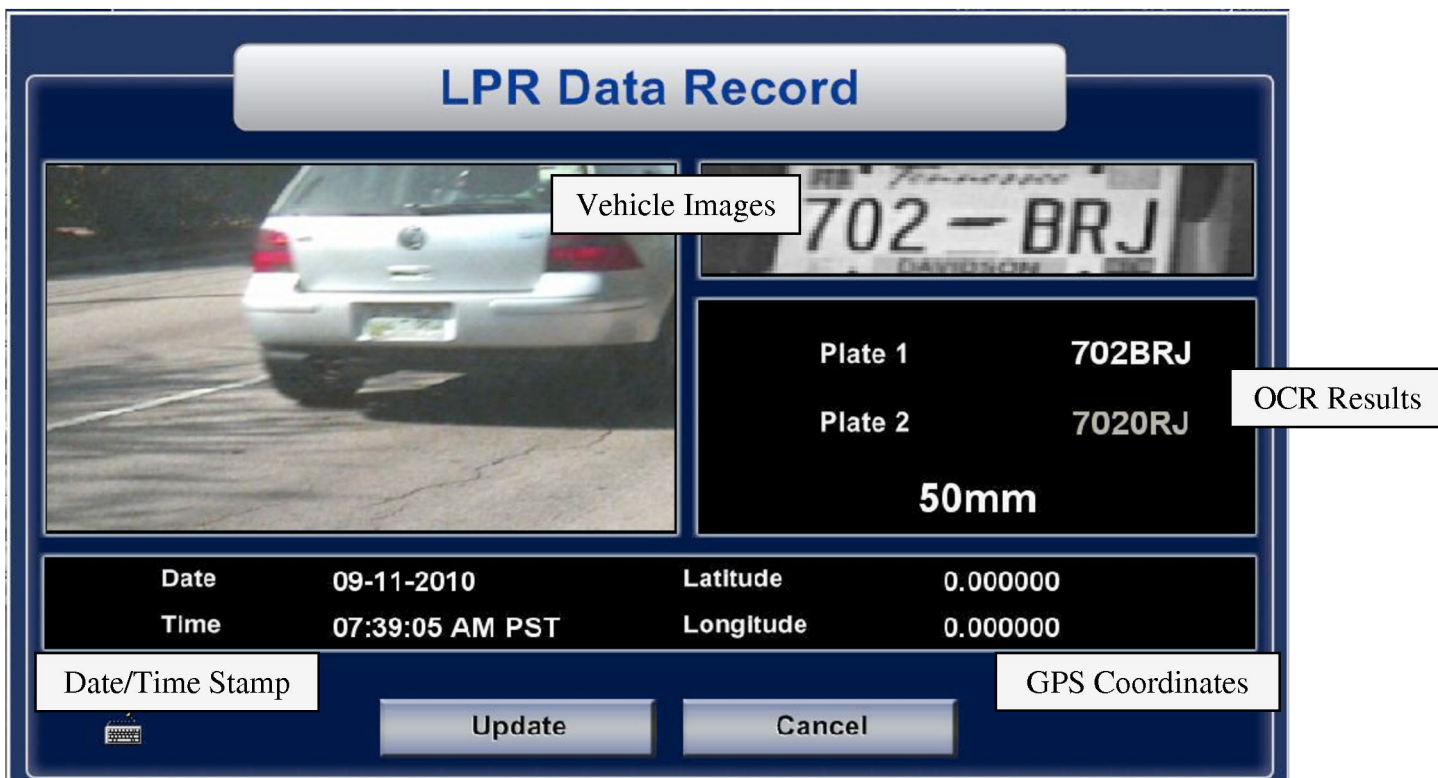 LPR Data Record
Vehicle Images
Tennessee
702-BRJ
DAVIDSON
Plate 1 702BRJ
OCR Results
Plate 2 7020RJ
50mm
Date 09-11-2010 Latitude 0.000000
Time 07:39:05 AM PST Longitude 0.000000
Date/Time Stamp GPS Coordinates
Update Cancel